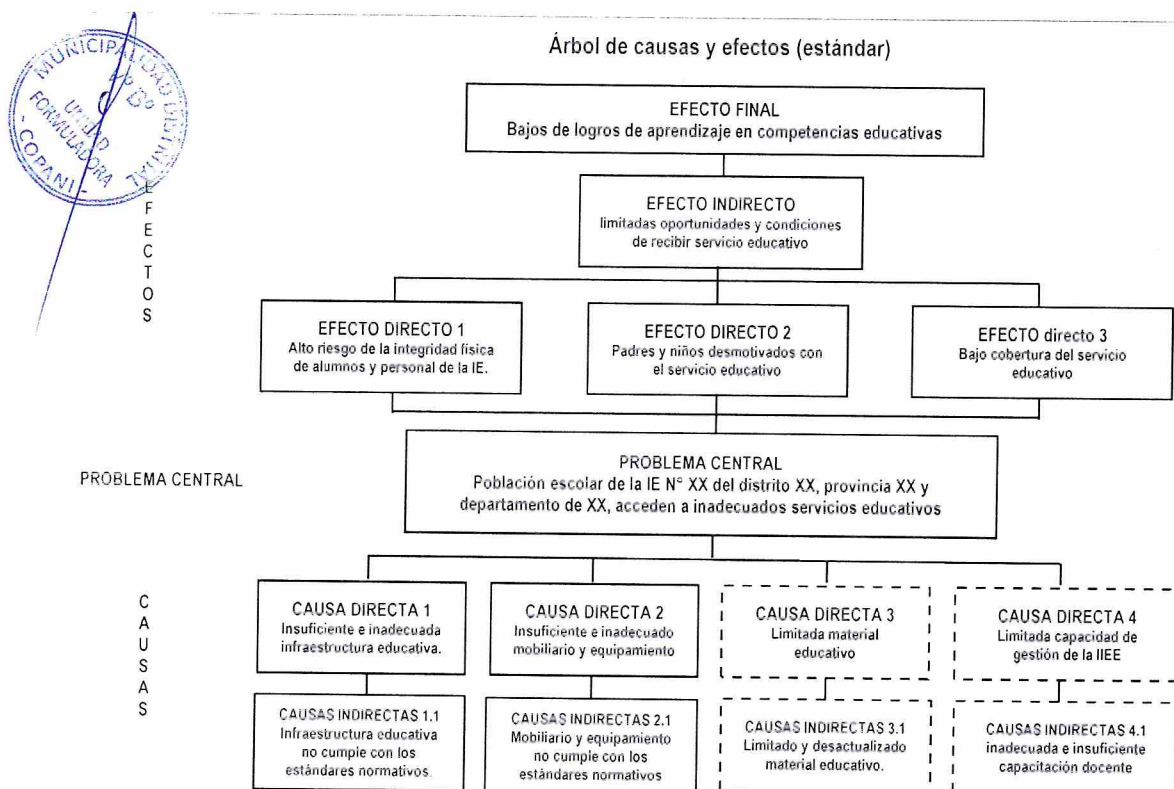 MUNICIPALIDAD DISTRITAL
- COPANI -
VºBº
UNIDAD
FORMULADORA
Árbol de causas y efectos (estándar)
EFECTOS
EFECTO FINAL
Bajos de logros de aprendizaje en competencias educativas
EFECTO INDIRECTO
limitadas oportunidades y condiciones
de recibir servicio educativo
EFECTO DIRECTO 1
Alto riesgo de la integridad física
de alumnos y personal de la IE.
EFECTO DIRECTO 2
Padres y niños desmotivados con
el servicio educativo
EFECTO directo 3
Bajo cobertura del servicio
educativo
PROBLEMA CENTRAL
PROBLEMA CENTRAL
Población escolar de la IE N° XX del distrito XX, provincia XX y
departamento de XX, acceden a inadecuados servicios educativos
CAUSAS
CAUSA DIRECTA 1
Insuficiente e inadecuada
infraestructura educativa.
CAUSA DIRECTA 2
Insuficiente e inadecuado
mobiliario y equipamiento
CAUSA DIRECTA 3
Limitada material
educativo
CAUSA DIRECTA 4
Limitada capacidad de
gestión de la IIEE
CAUSAS INDIRECTAS 1.1
Infraestructura educativa
no cumple con los
estándares normativos.
CAUSAS INDIRECTAS 2.1
Mobiliario y equipamiento
no cumple con los
estándares normativos
CAUSAS INDIRECTAS 3.1
Limitado y desactualizado
material educativo.
CAUSAS INDIRECTAS 4.1
inadecuada e insuficiente
capacitación docente